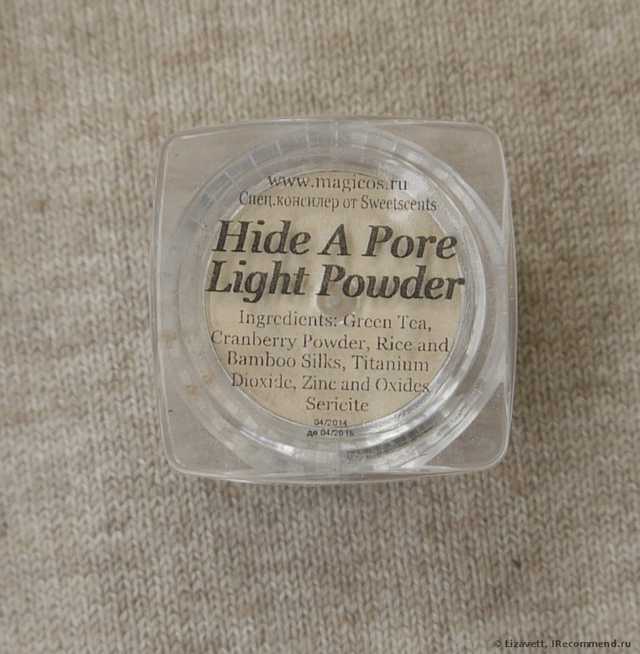 www.magicos.ru
Спец.консилер от Sweetscents
Hide A Pore
Light Powder
Ingredients: Green Tea,
Cranberry Powder, Rice and
Bamboo Silks, Titanium
Dioxide, Zinc and Oxides,
Sericite
04/2014
до 04/2016
© Lizavett, IRecommend.ru